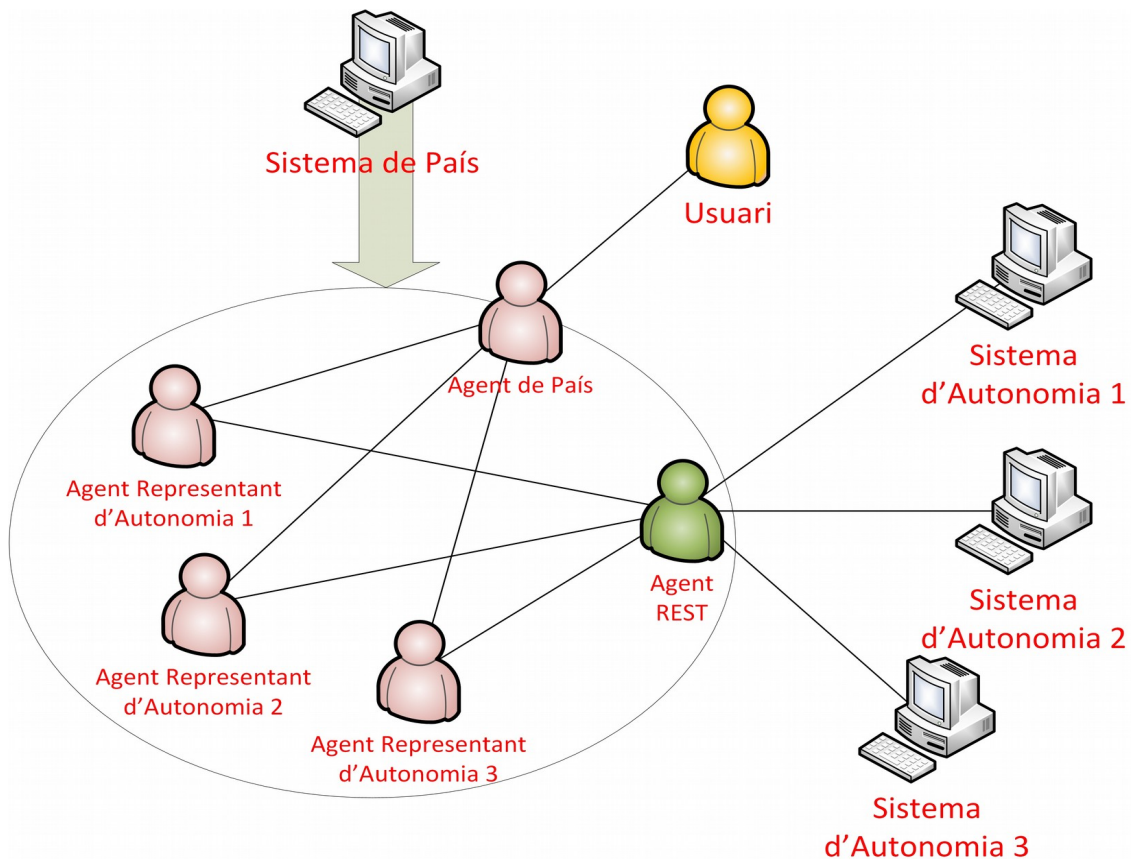 Sistema de País
Usuari
Sistema
d’Autonomia 1
Agent de País
Agent Representant
d’Autonomia 1
Agent
REST
Sistema
d’Autonomia 2
Agent Representant
d’Autonomia 2
Agent Representant
d’Autonomia 3
Sistema
d’Autonomia 3